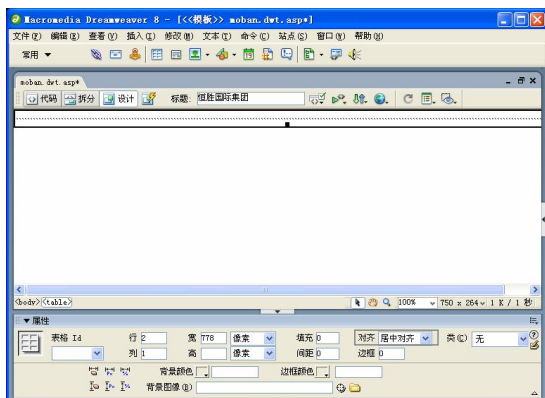 Macromedia Dreamweaver 8 - [<<模板>> moban.dwt.asp*]
文件(F) 编辑(E) 查看(V) 插入(I) 修改(M) 文本(T) 命令(C) 站点(S) 窗口(W) 帮助(H)
常用
moban.dwt.asp*
代码 拆分 设计 标题: 恒胜国际集团
<body> <table> 100% 750 x 264 1 K / 1 秒
属性
表格 Id 行 2 宽 778 像素 填充 0 对齐 居中对齐 类(C) 无
列 1 高 像素 间距 0 边框 0
背景颜色 边框颜色
背景图像(B)